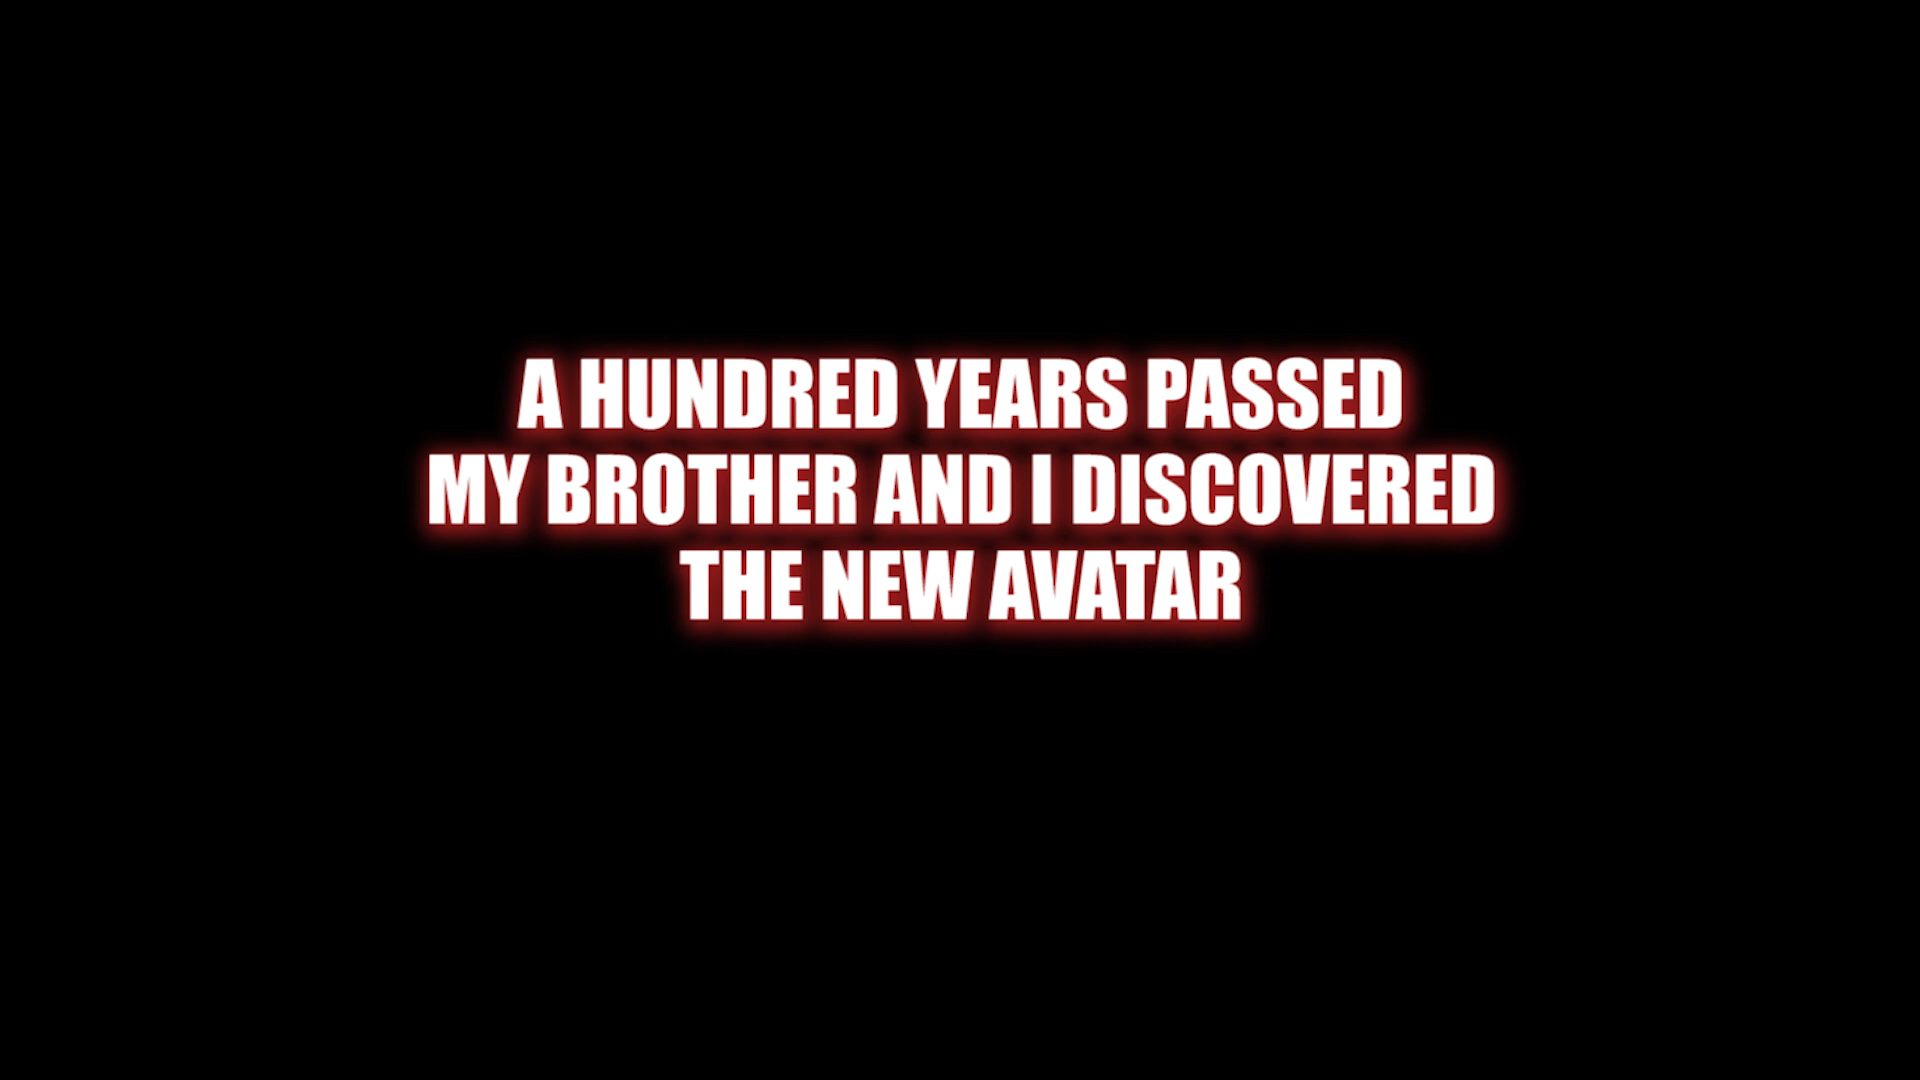 A HUNDRED YEARS PASSED
MY BROTHER AND I DISCOVERED
THE NEW AVATAR